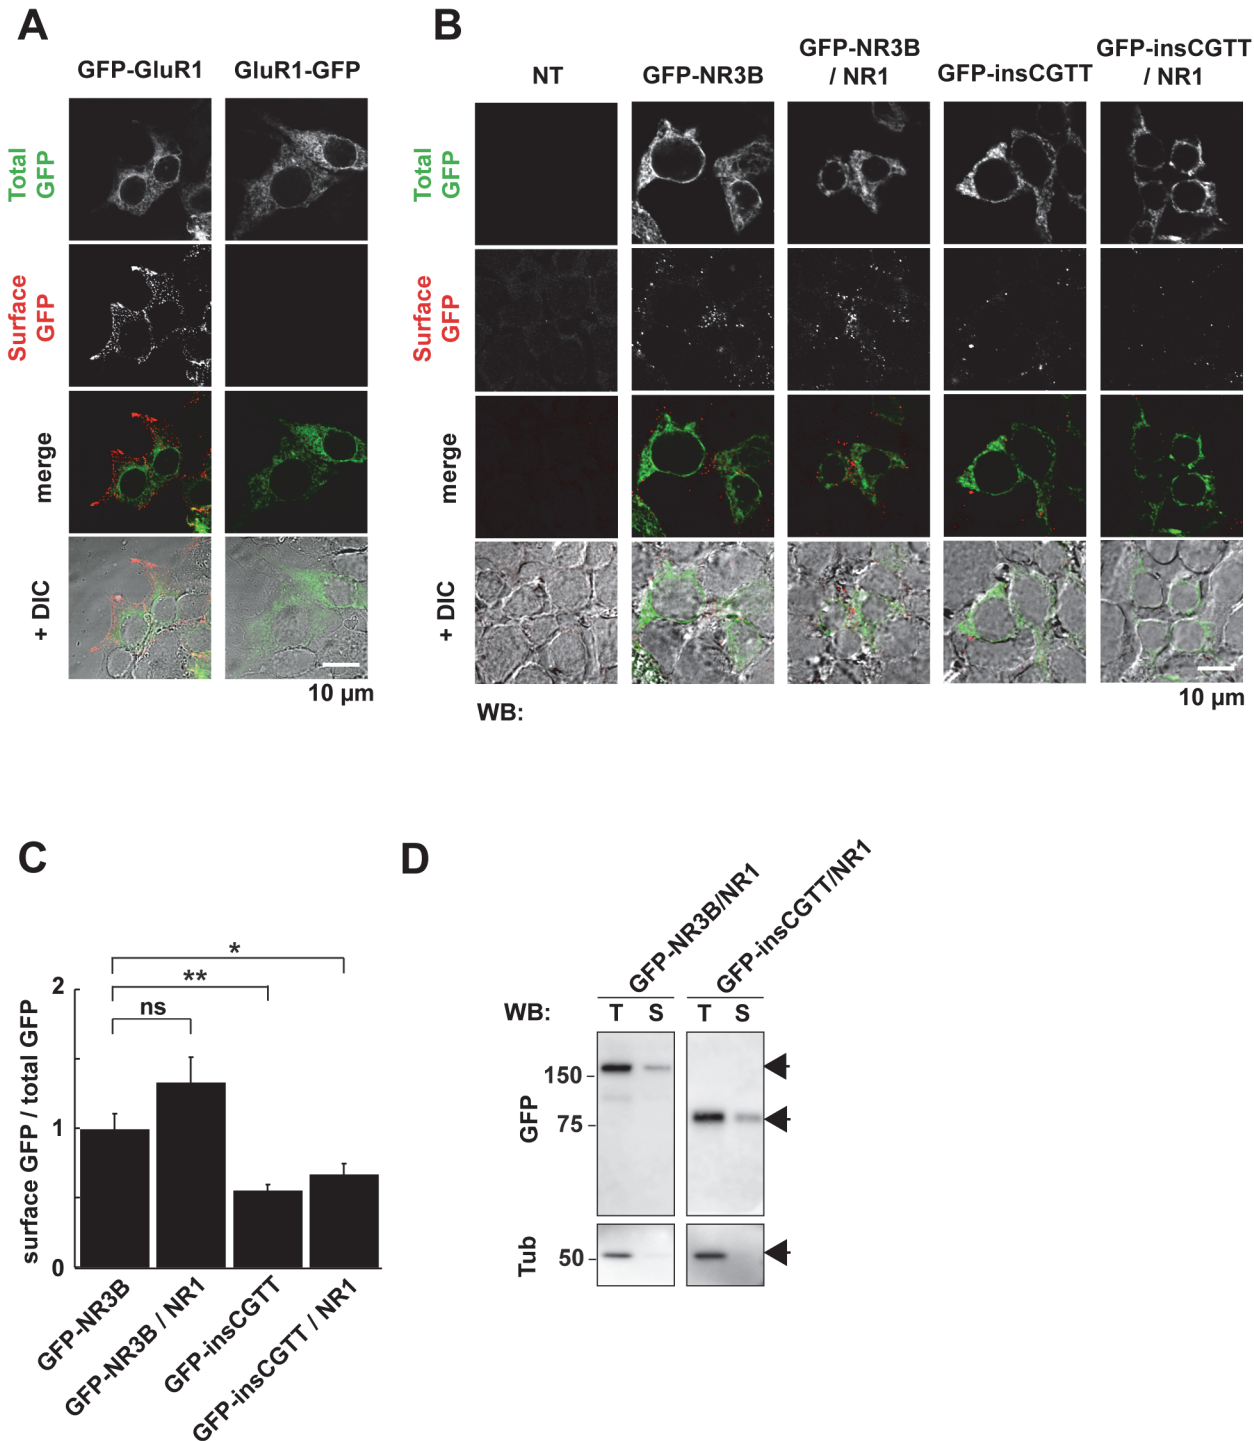 A
GFP-GluR1
GluR1-GFP
Total
GFP
Surface
GFP
merge
+ DIC
10 µm
B
NT
GFP-NR3B
GFP-NR3B
/ NR1
GFP-insCGTT
GFP-insCGTT
/ NR1
Total
GFP
Surface
GFP
merge
+ DIC
10 µm
WB:
C
surface GFP / total GFP
2
1
0
*
**
ns
GFP-NR3B
GFP-NR3B / NR1
GFP-insCGTT
GFP-insCGTT / NR1
D
GFP-NR3B/NR1
GFP-insCGTT/NR1
WB:
T
S
T
S
GFP
150
75
Tub
50